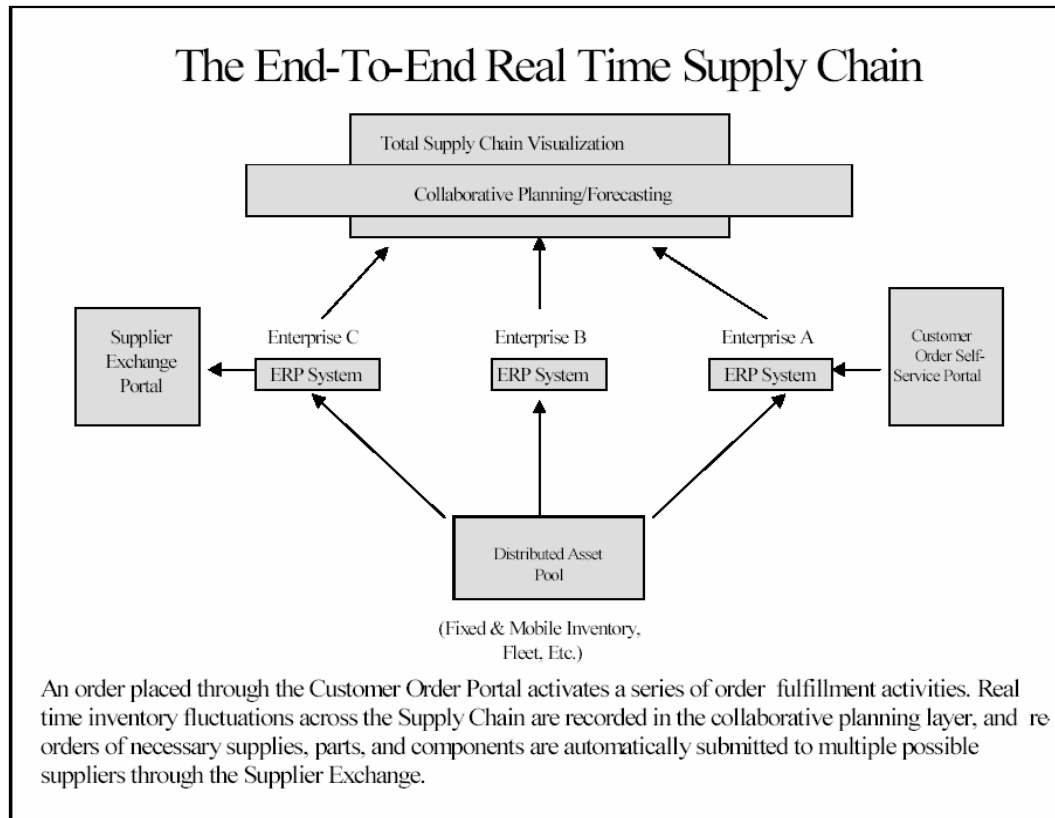 The End-To-End Real Time Supply Chain
Total Supply Chain Visualization
Collaborative Planning/Forecasting
Supplier
Exchange
Portal
Enterprise C
ERP System
Enterprise B
ERP System
Enterprise A
ERP System
Customer
Order Self-
Service Portal
Distributed Asset
Pool
(Fixed & Mobile Inventory,
Fleet, Etc.)
An order placed through the Customer Order Portal activates a series of order fulfillment activities. Real
time inventory fluctuations across the Supply Chain are recorded in the collaborative planning layer, and re-
orders of necessary supplies, parts, and components are automatically submitted to multiple possible
suppliers through the Supplier Exchange.